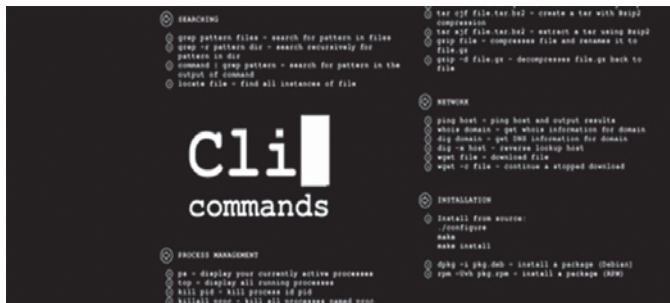 SEARCHING
grep pattern files - search for pattern in files
grep -r pattern dir - search recursively for
pattern in dir
command | grep pattern - search for pattern in the
output of command
locate file - find all instances of file
Cli
commands
PROCESS MANAGEMENT
ps - display your currently active processes
top - display all running processes
kill pid - kill process id pid
killall proc - kill all processes named proc
tar cjf file.tar.bz2 - create a tar with Bzip2
compression
tar xjf file.tar.bz2 - extract a tar using Bzip2
gzip file - compresses file and renames it to
file.gz
gzip -d file.gz - decompresses file.gz back to
file
NETWORK
ping host - ping host and output results
whois domain - get whois information for domain
dig domain - get DNS information for domain
dig -x host - reverse lookup host
wget file - download file
wget -c file - continue a stopped download
INSTALLATION
Install from source:
./configure
make
make install
dpkg -i pkg.deb - install a package (Debian)
rpm -Uvh pkg.rpm - install a package (RPM)